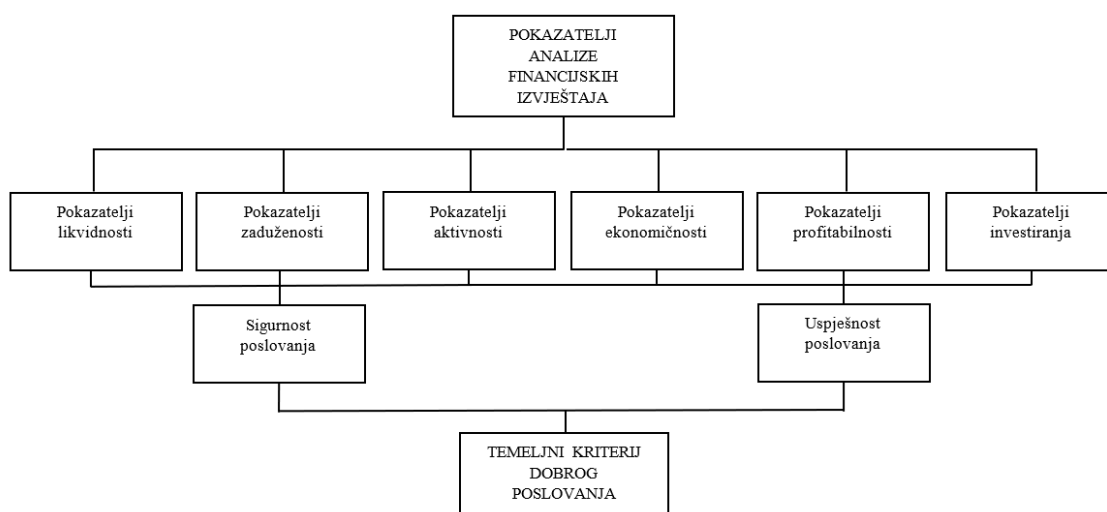 POKAZATELJI
ANALIZE
FINANCIJSKIH
IZVJEŠTAJA
Pokazatelji
likvidnosti
Pokazatelji
zaduženosti
Pokazatelji
aktivnosti
Pokazatelji
ekonomičnosti
Pokazatelji
profitabilnosti
Pokazatelji
investiranja
Sigurnost
poslovanja
Uspješnost
poslovanja
TEMELJNI KRITERIJ
DOBROG
POSLOVANJA